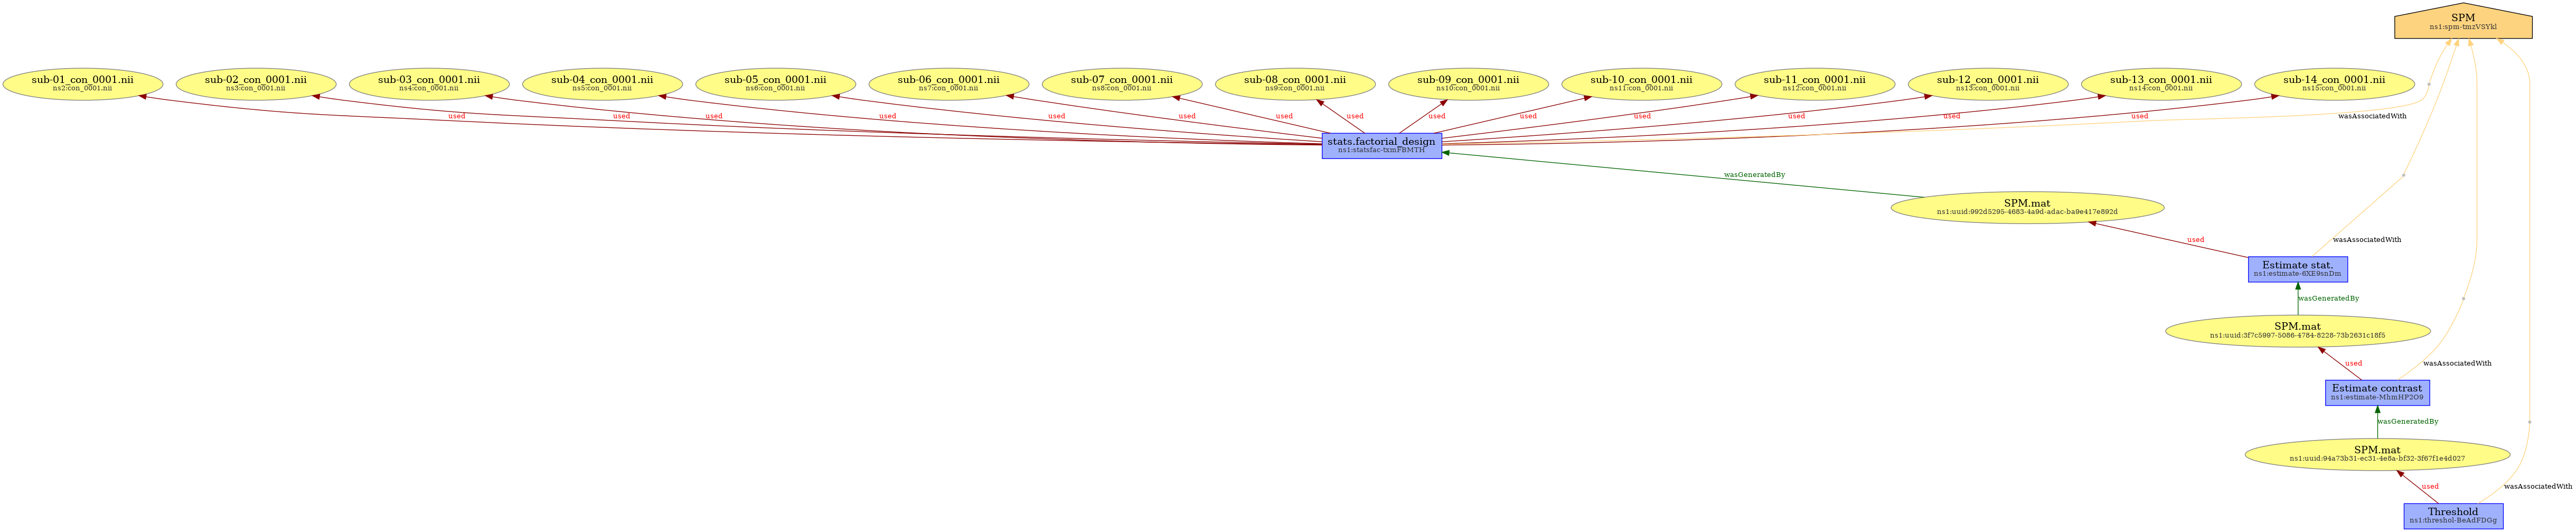 SPM
ns1:spm-tmzVSYkl
sub-01_con_0001.nii
ns2:con_0001.nii
sub-02_con_0001.nii
ns3:con_0001.nii
sub-03_con_0001.nii
ns4:con_0001.nii
sub-04_con_0001.nii
ns5:con_0001.nii
sub-05_con_0001.nii
ns6:con_0001.nii
sub-06_con_0001.nii
ns7:con_0001.nii
sub-07_con_0001.nii
ns8:con_0001.nii
sub-08_con_0001.nii
ns9:con_0001.nii
sub-09_con_0001.nii
ns10:con_0001.nii
sub-10_con_0001.nii
ns11:con_0001.nii
sub-11_con_0001.nii
ns12:con_0001.nii
sub-12_con_0001.nii
ns13:con_0001.nii
sub-13_con_0001.nii
ns14:con_0001.nii
sub-14_con_0001.nii
ns15:con_0001.nii
used
used
used
used
used
used
used
used
used
used
used
used
used
used
wasAssociatedWith
stats.factorial_design
ns1:statsfac-txmFBMTH
wasGeneratedBy
SPM.mat
ns1:uuid:992d5295-4683-4a9d-adac-ba9e417e892d
used
wasAssociatedWith
Estimate stat.
ns1:estimate-6XE9snDm
wasGeneratedBy
SPM.mat
ns1:uuid:3f7c5997-5086-4784-8228-73b2631c18f5
used
wasAssociatedWith
Estimate contrast
ns1:estimate-MhmHP2O9
wasGeneratedBy
SPM.mat
ns1:uuid:94a73b31-ec31-4e8a-bf32-3f67f1e4d027
used
wasAssociatedWith
Threshold
ns1:threshol-BeAdFDGg